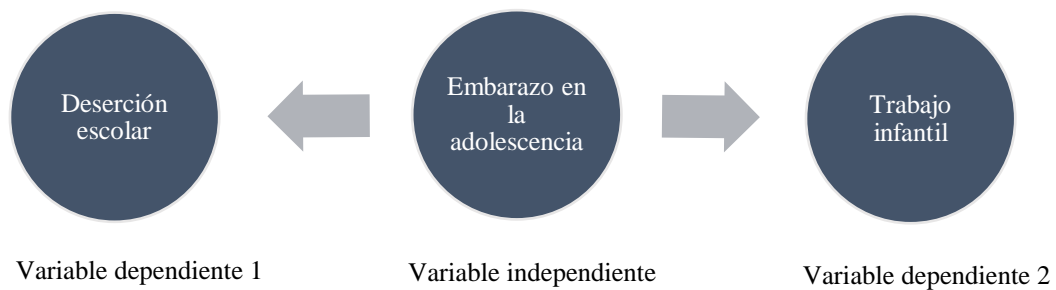 Deserción
escolar
Embarazo en
la
adolescencia
Trabajo
infantil
Variable dependiente 1
Variable independiente
Variable dependiente 2